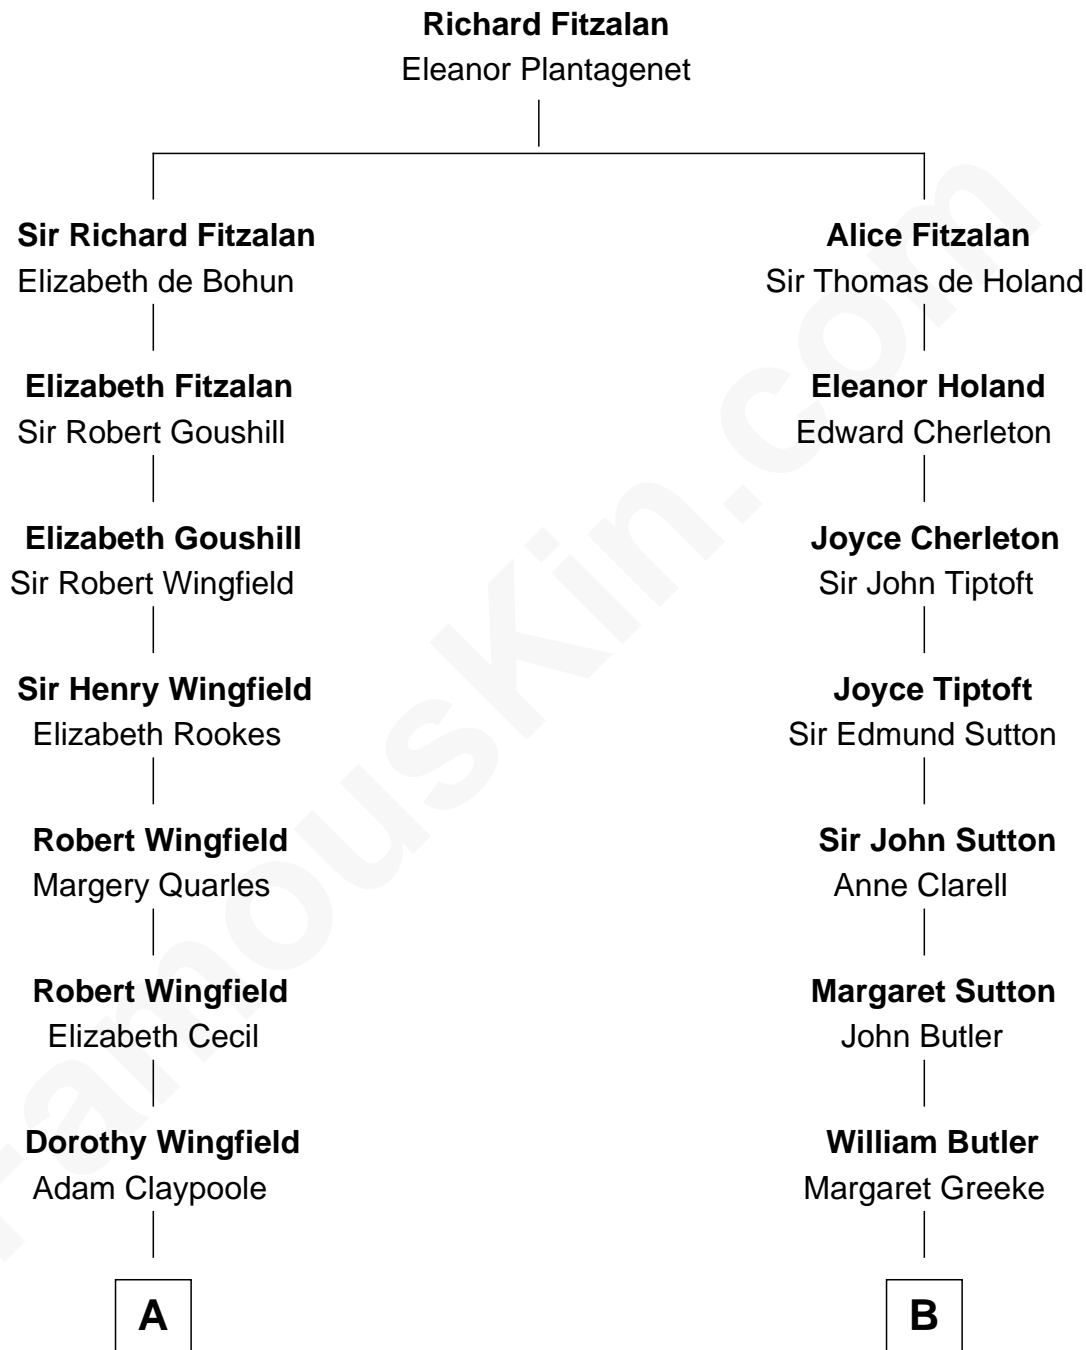 Richard Fitzalan
Eleanor Plantagenet
Sir Richard Fitzalan
Elizabeth de Bohun
Elizabeth Fitzalan
Sir Robert Goushill
Elizabeth Goushill
Sir Robert Wingfield
Sir Henry Wingfield
Elizabeth Rookes
Robert Wingfield
Margery Quarles
Robert Wingfield
Elizabeth Cecil
Dorothy Wingfield
Adam Claypoole
A
Alice Fitzalan
Sir Thomas de Holand
Eleanor Holand
Edward Cherleton
Joyce Cherleton
Sir John Tiptoft
Joyce Tiptoft
Sir Edmund Sutton
Sir John Sutton
Anne Clarell
Margaret Sutton
John Butler
William Butler
Margaret Greeke
B
FamousKin.com